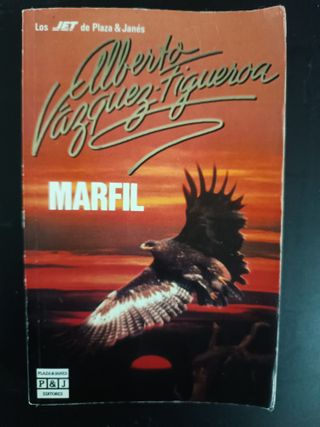 Los JET de Plaza & Janés
Alberto
Vázquez-Figueroa
MARFIL
PLAZA & JANES
P & J
EDITORES